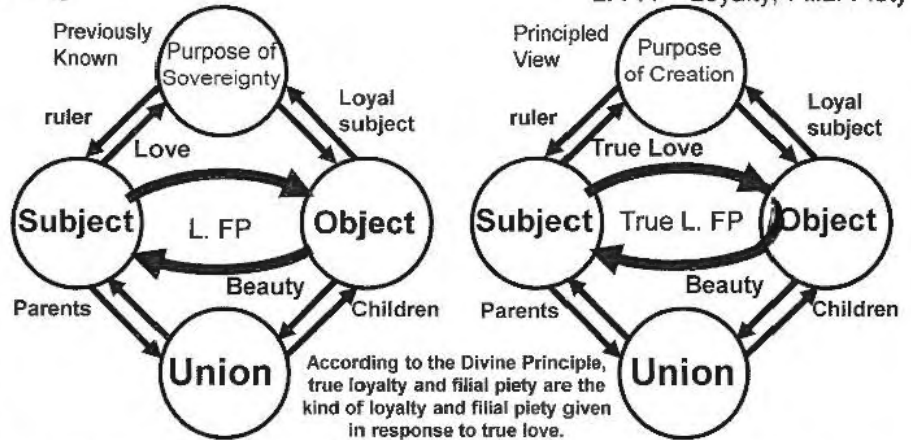 Previously
Known
Purpose of
Sovereignty
ruler
Love
Loyal
subject
Subject
L. FP
Object
Beauty
Parents
Children
Union
Principled
View
Purpose
of Creation
ruler
True Love
Loyal
subject
Subject
True L. FP
Object
Beauty
Parents
Children
Union
According to the Divine Principle,
true loyalty and filial piety are the
kind of loyalty and filial piety given
in response to true love.